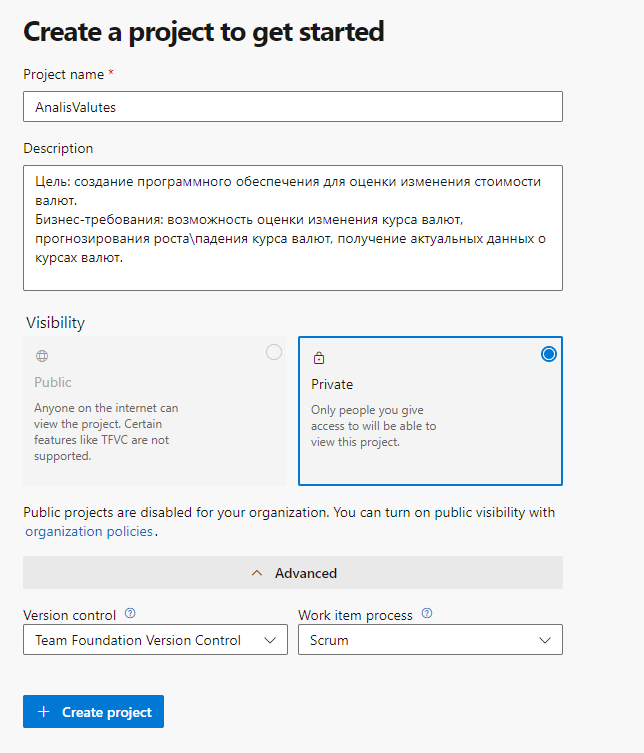 Create a project to get started
Project name *
AnalisValutes
Description
Цель: создание программного обеспечения для оценки изменения стоимости
валют.
Бизнес-требования: возможность оценки изменения курса валют,
прогнозирования роста\падения курса валют, получение актуальных данных о
курсах валют.
Visibility
Public
Anyone on the internet can
view the project. Certain
features like TFVC are not
supported.
Private
Only people you give
access to will be able to
view this project.
Public projects are disabled for your organization. You can turn on public visibility with
organization policies.
Advanced
Version control ?
Team Foundation Version Control
Work item process ?
Scrum
+ Create project